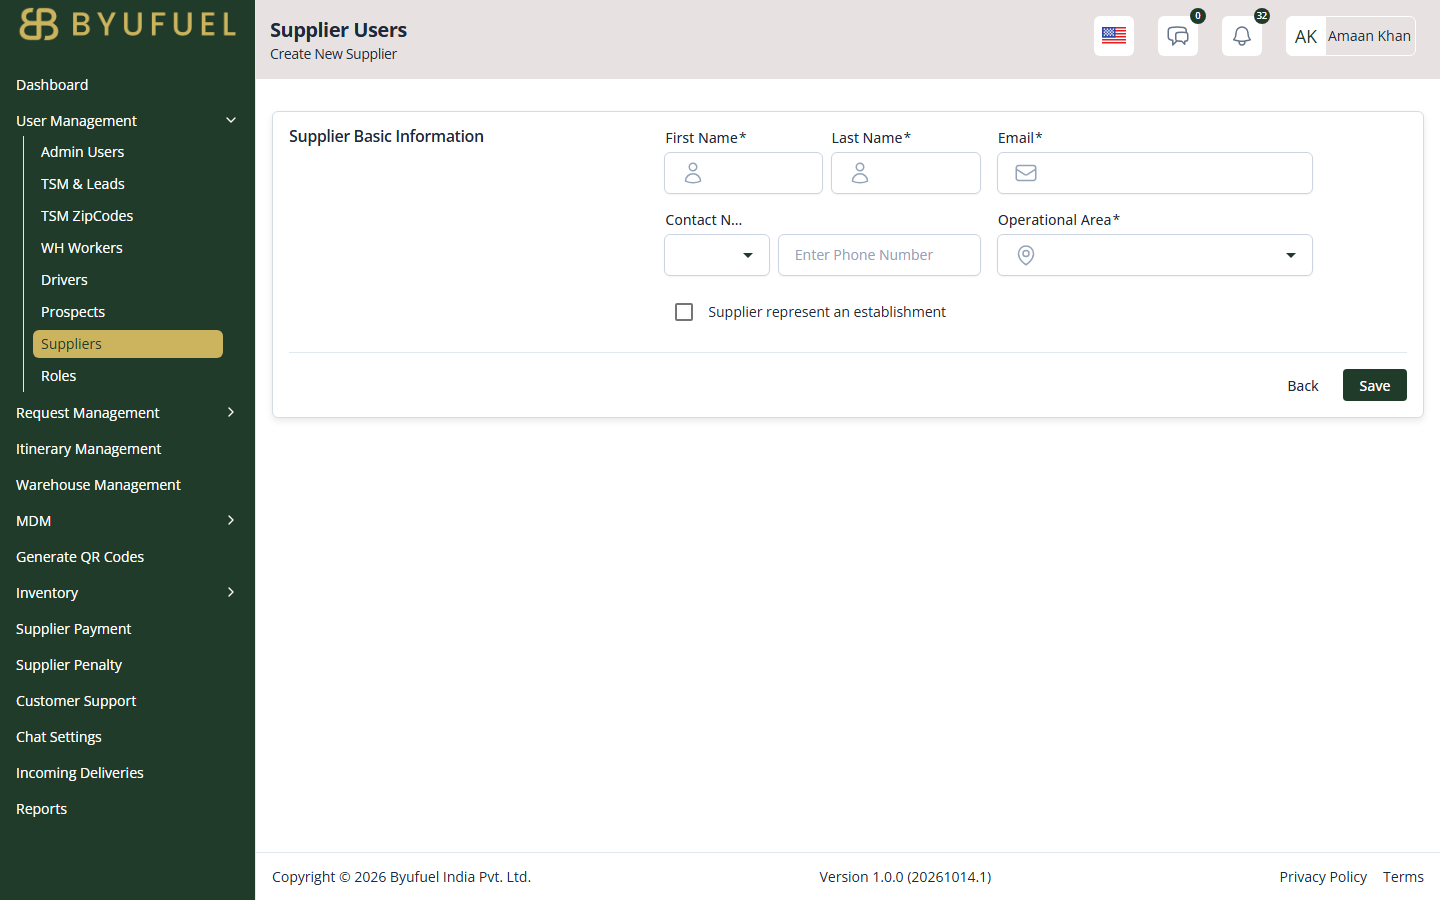 BYUFUEL
Dashboard
User Management
Admin Users
TSM & Leads
TSM ZipCodes
WH Workers
Drivers
Prospects
Suppliers
Roles
Request Management
Itinerary Management
Warehouse Management
MDM
Generate QR Codes
Inventory
Supplier Payment
Supplier Penalty
Customer Support
Chat Settings
Incoming Deliveries
Reports
Supplier Users
Create New Supplier
0
32
AK Amaan Khan
Supplier Basic Information
First Name* Last Name* Email*
Contact N... Operational Area*
Enter Phone Number
Supplier represent an establishment
Back Save
Copyright © 2026 Byufuel India Pvt. Ltd. Version 1.0.0 (20261014.1) Privacy Policy Terms